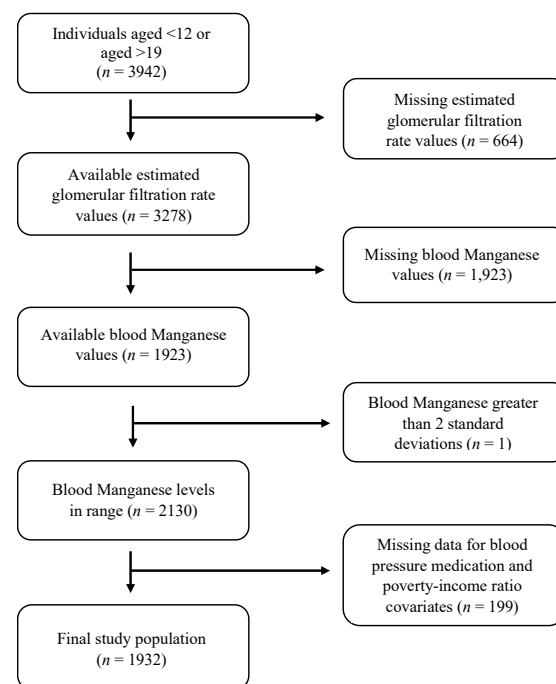 Individuals aged <12 or
aged >19
(n = 3942)
Missing estimated
glomerular filtration
rate values (n = 664)
Available estimated
glomerular filtration rate
values (n = 3278)
Missing blood Manganese
values (n = 1,923)
Available blood Manganese
values (n = 1923)
Blood Manganese greater
than 2 standard
deviations (n = 1)
Blood Manganese levels
in range (n = 2130)
Missing data for blood
pressure medication and
poverty-income ratio
covariates (n = 199)
Final study population
(n = 1932)